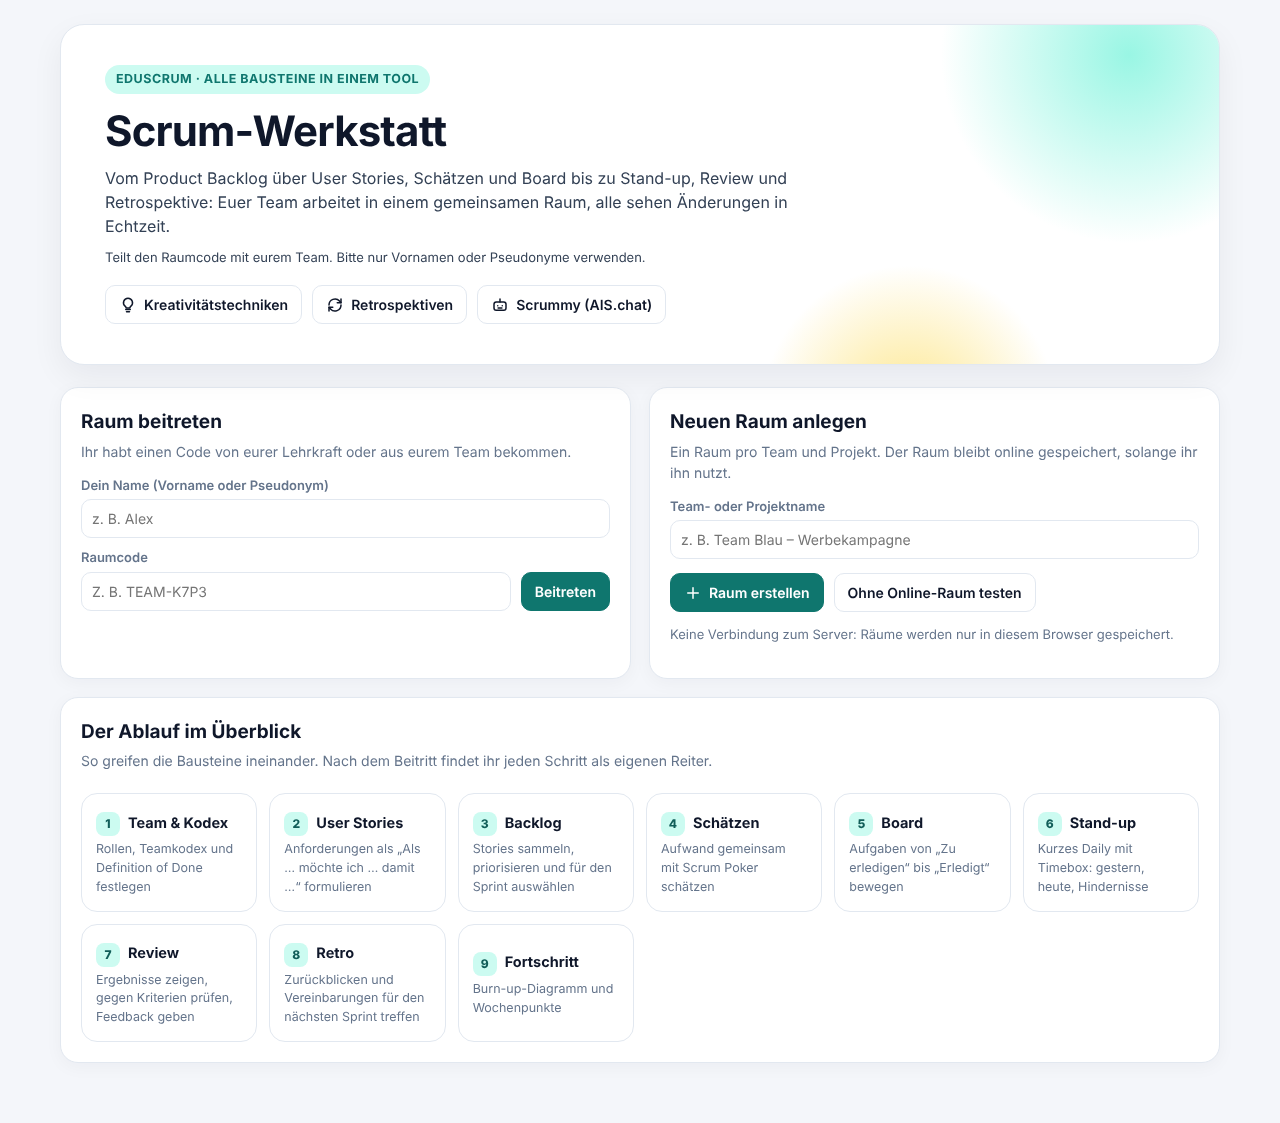 EDUSCRUM · ALLE BAUSTEINE IN EINEM TOOL
Scrum-Werkstatt
Vom Product Backlog über User Stories, Schätzen und Board bis zu Stand-up, Review und
Retrospektive: Euer Team arbeitet in einem gemeinsamen Raum, alle sehen Änderungen in
Echtzeit.
Teilt den Raumcode mit eurem Team. Bitte nur Vornamen oder Pseudonyme verwenden.
Kreativitätstechniken
Retrospektiven
Scrummy (AIS.chat)
Raum beitreten
Ihr habt einen Code von eurer Lehrkraft oder aus eurem Team bekommen.
Dein Name (Vorname oder Pseudonym)
z. B. Alex
Raumcode
Z. B. TEAM-K7P3
Beitreten
Neuen Raum anlegen
Ein Raum pro Team und Projekt. Der Raum bleibt online gespeichert, solange ihr
ihn nutzt.
Team- oder Projektname
z. B. Team Blau – Werbekampagne
Raum erstellen
Ohne Online-Raum testen
Keine Verbindung zum Server: Räume werden nur in diesem Browser gespeichert.
Der Ablauf im Überblick
So greifen die Bausteine ineinander. Nach dem Beitritt findet ihr jeden Schritt als eigenen Reiter.
1 Team & Kodex
Rollen, Teamkodex und
Definition of Done
festlegen
2 User Stories
Anforderungen als „Als
… möchte ich … damit
…“ formulieren
3 Backlog
Stories sammeln,
priorisieren und für den
Sprint auswählen
4 Schätzen
Aufwand gemeinsam
mit Scrum Poker
schätzen
5 Board
Aufgaben von „Zu
erledigen“ bis „Erledigt“
bewegen
6 Stand-up
Kurzes Daily mit
Timebox: gestern,
heute, Hindernisse
7 Review
Ergebnisse zeigen,
gegen Kriterien prüfen,
Feedback geben
8 Retro
Zurückblicken und
Vereinbarungen für den
nächsten Sprint treffen
9 Fortschritt
Burn-up-Diagramm und
Wochenpunkte